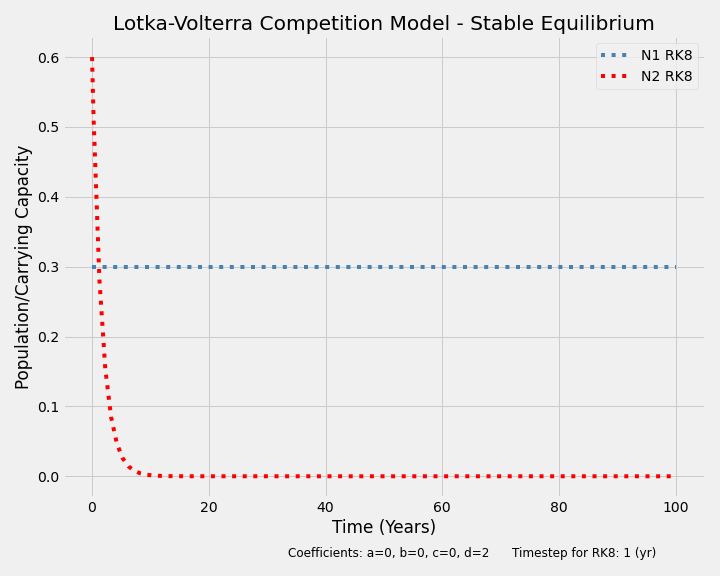 Lotka-Volterra Competition Model - Stable Equilibrium
N1 RK8
N2 RK8
Population/Carrying Capacity
0.6
0.5
0.4
0.3
0.2
0.1
0.0
0 20 40 60 80 100
Time (Years)
Coefficients: a=0, b=0, c=0, d=2 Timestep for RK8: 1 (yr)